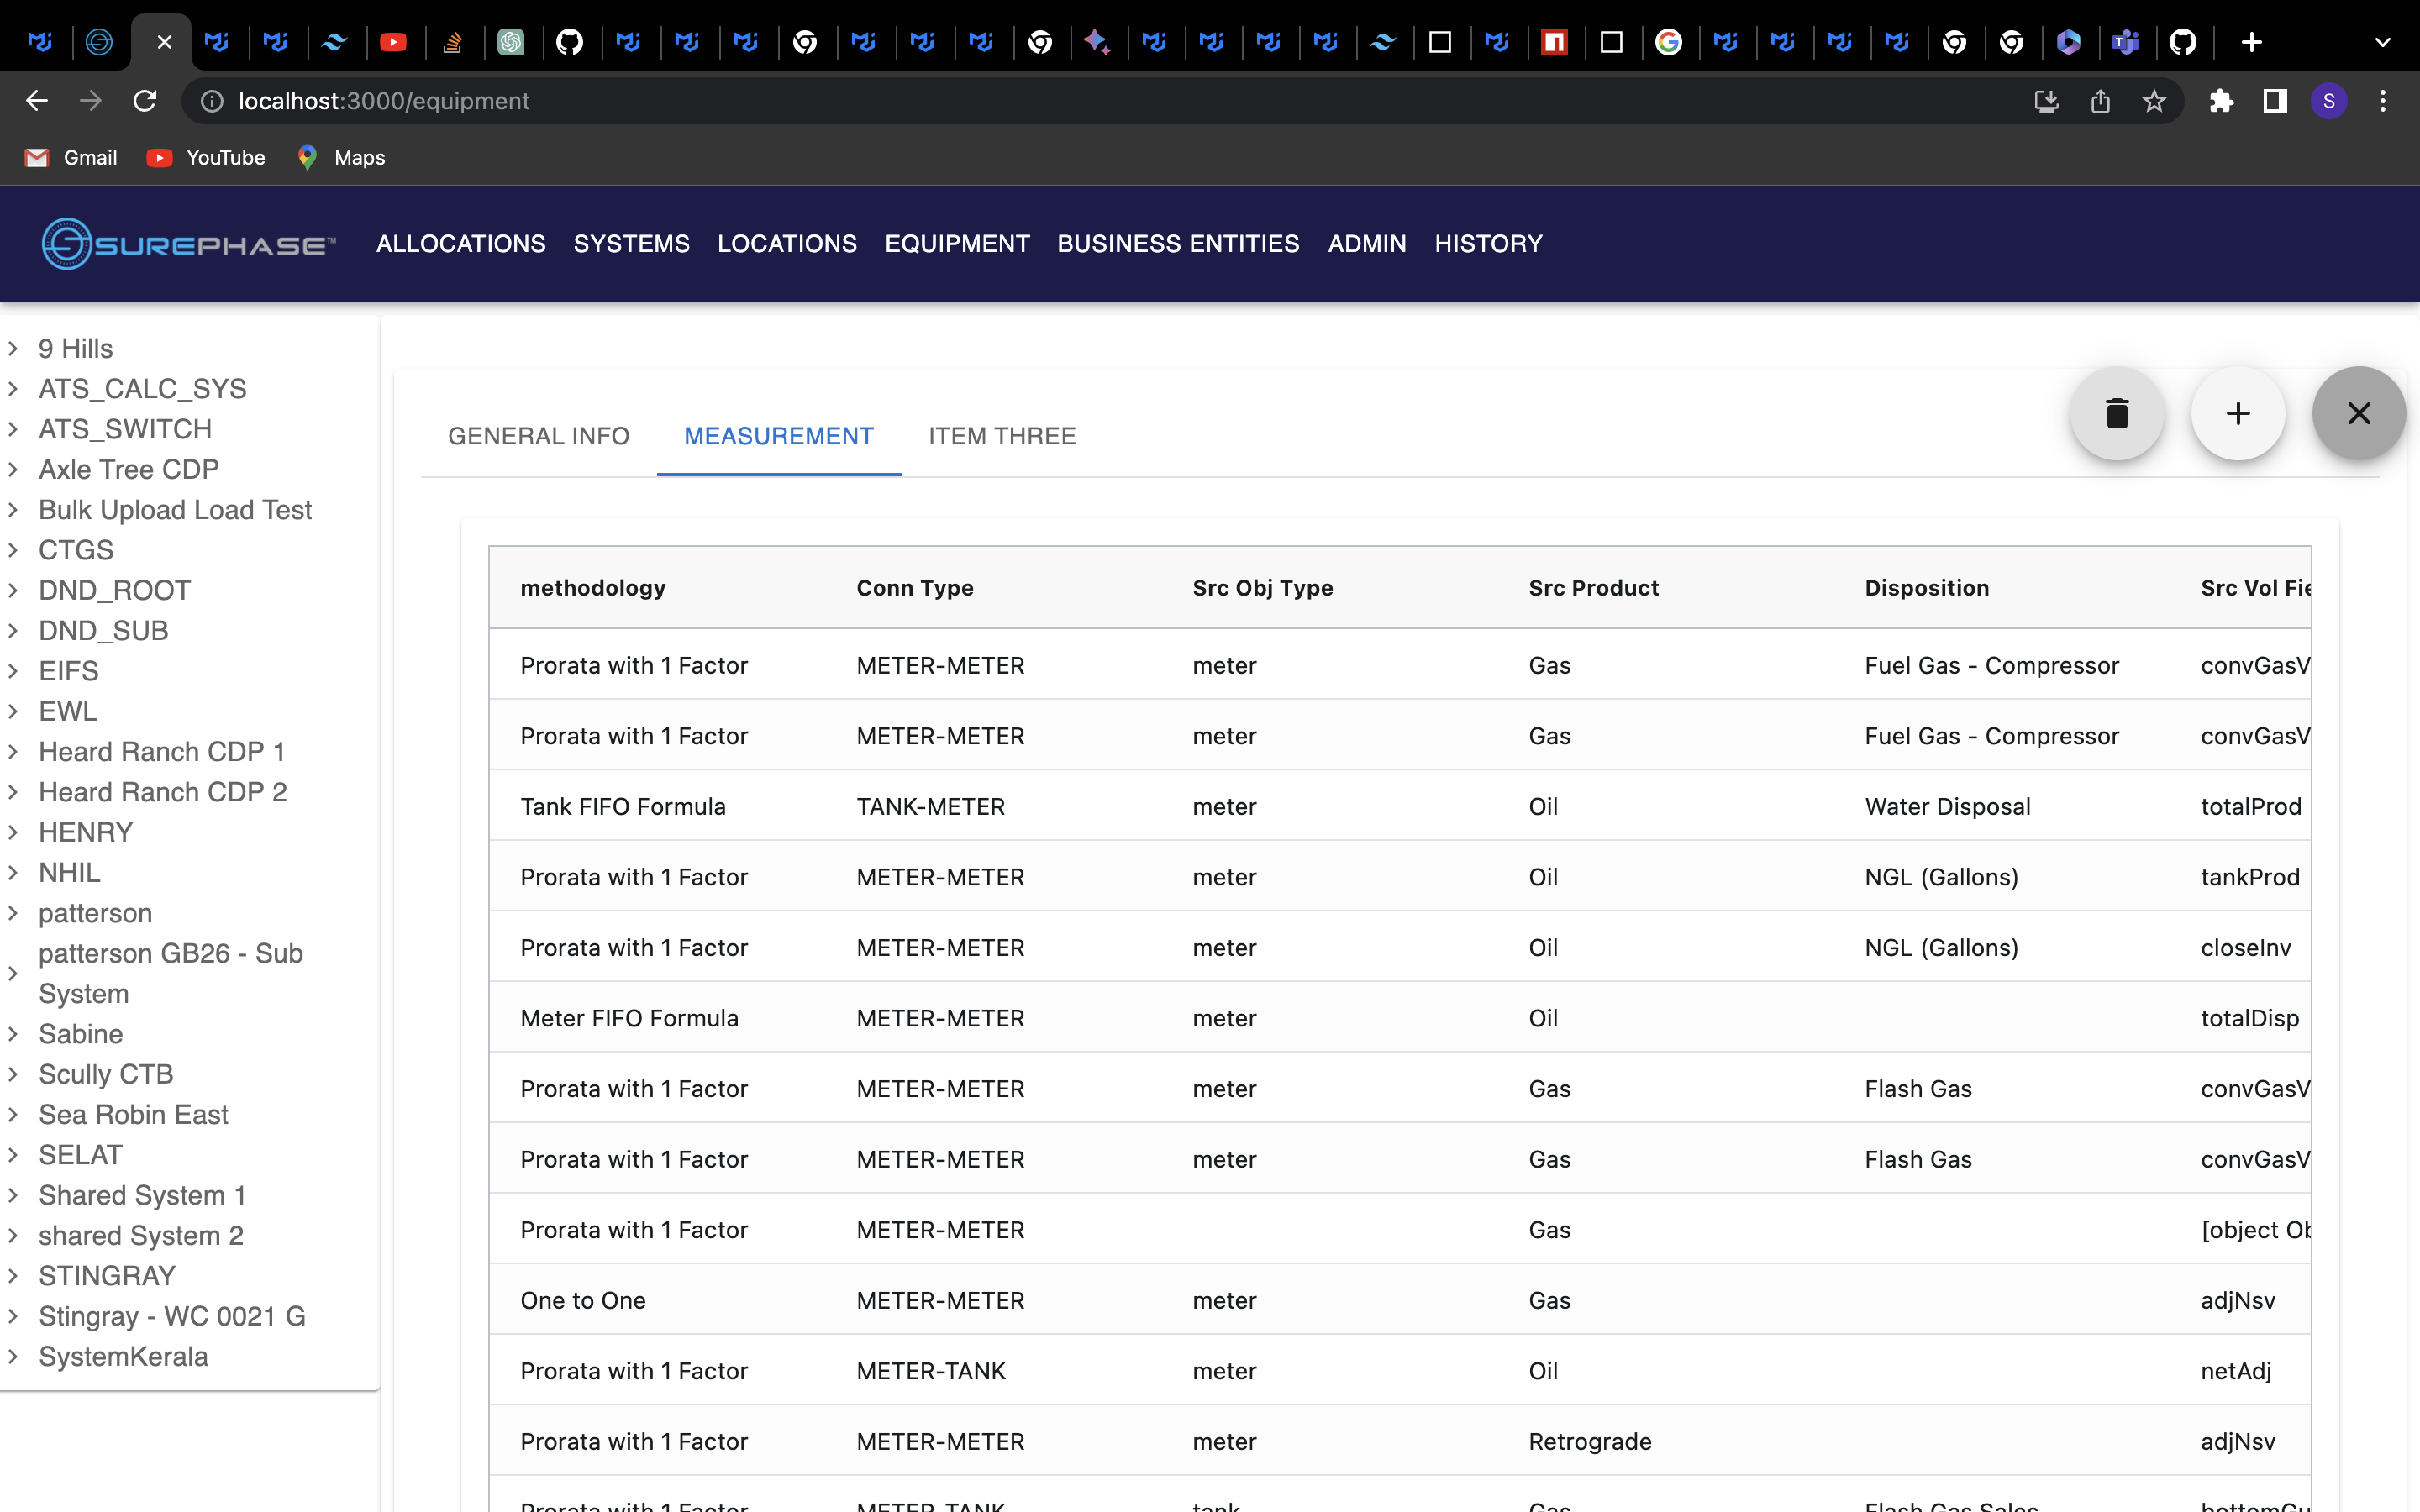 localhost:3000/equipment
S
Gmail YouTube Maps
SUREPHASE™ ALLOCATIONS SYSTEMS LOCATIONS EQUIPMENT BUSINESS ENTITIES ADMIN HISTORY
9 Hills
ATS_CALC_SYS
ATS_SWITCH
Axle Tree CDP
Bulk Upload Load Test
CTGS
DND_ROOT
DND_SUB
EIFS
EWL
Heard Ranch CDP 1
Heard Ranch CDP 2
HENRY
NHIL
patterson
patterson GB26 - Sub
System
Sabine
Scully CTB
Sea Robin East
SELAT
Shared System 1
shared System 2
STINGRAY
Stingray - WC 0021 G
SystemKerala
GENERAL INFO MEASUREMENT ITEM THREE
methodology Conn Type Src Obj Type Src Product Disposition Src Vol Fie
Prorata with 1 Factor METER-METER meter Gas Fuel Gas - Compressor convGasV
Prorata with 1 Factor METER-METER meter Gas Fuel Gas - Compressor convGasV
Tank FIFO Formula TANK-METER meter Oil Water Disposal totalProd
Prorata with 1 Factor METER-METER meter Oil NGL (Gallons) tankProd
Prorata with 1 Factor METER-METER meter Oil NGL (Gallons) closeInv
Meter FIFO Formula METER-METER meter Oil totalDisp
Prorata with 1 Factor METER-METER meter Gas Flash Gas convGasV
Prorata with 1 Factor METER-METER meter Gas Flash Gas convGasV
Prorata with 1 Factor METER-METER Gas [object Ob
One to One METER-METER meter Gas adjNsv
Prorata with 1 Factor METER-TANK meter Oil netAdj
Prorata with 1 Factor METER-METER meter Retrograde adjNsv
Prorata with 1 Factor METER-TANK tank Gas Flash Gas Sales bottomGu